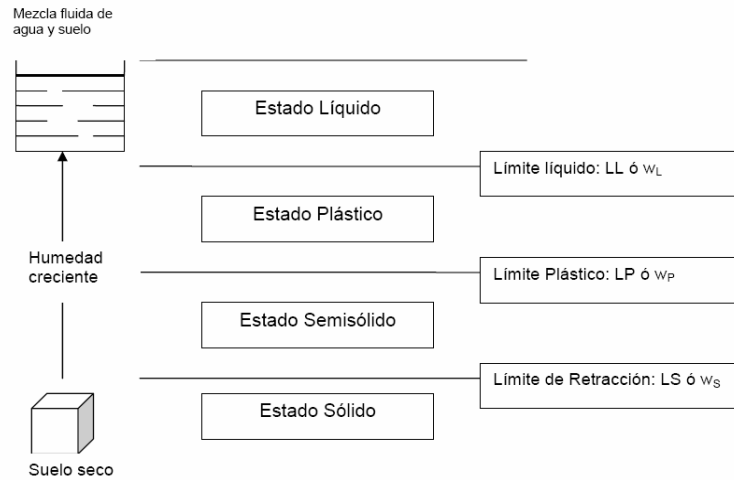 Mezcla fluida de
agua y suelo
Estado Líquido
Límite líquido: LL ó wL
Estado Plástico
Humedad
creciente
Límite Plástico: LP ó wP
Estado Semisólido
Límite de Retracción: LS ó wS
Estado Sólido
Suelo seco